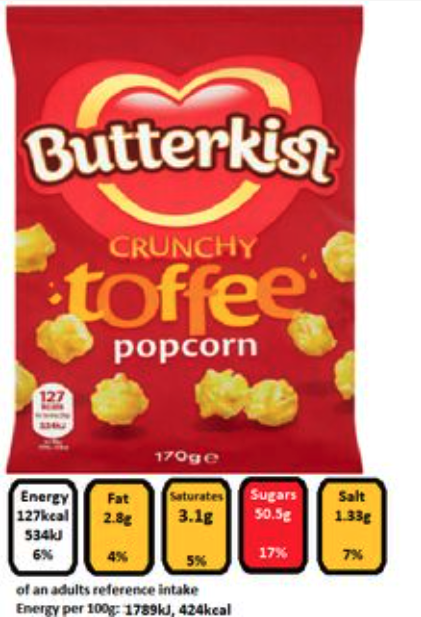 Butterkist
CRUNCHY
toffee
popcorn
127
534kJ
170g e
Energy
127kcal
534kJ
6%
Fat
2.8g
4%
Saturates
3.1g
5%
Sugars
50.5g
17%
Salt
1.33g
7%
of an adults reference intake
Energy per 100g: 1789kJ, 424kcal